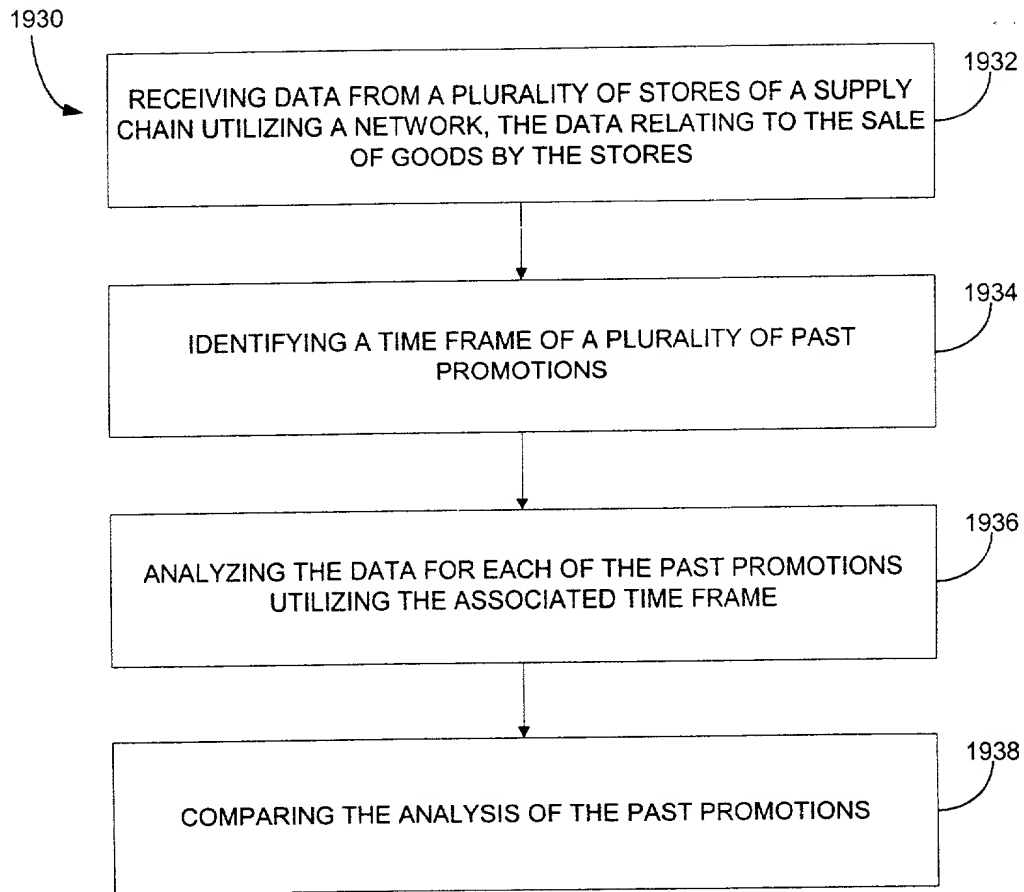 1930
1932
RECEIVING DATA FROM A PLURALITY OF STORES OF A SUPPLY
CHAIN UTILIZING A NETWORK, THE DATA RELATING TO THE SALE
OF GOODS BY THE STORES
1934
IDENTIFYING A TIME FRAME OF A PLURALITY OF PAST
PROMOTIONS
1936
ANALYZING THE DATA FOR EACH OF THE PAST PROMOTIONS
UTILIZING THE ASSOCIATED TIME FRAME
1938
COMPARING THE ANALYSIS OF THE PAST PROMOTIONS